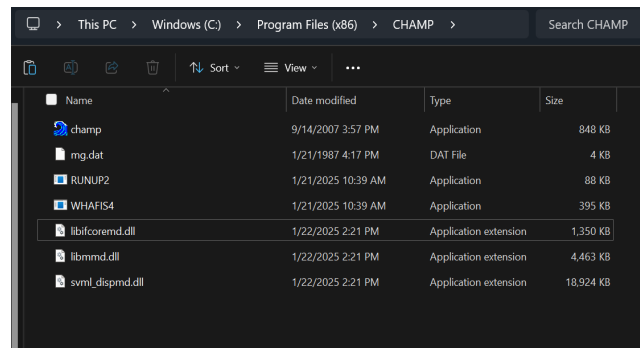 This PC > Windows (C:) > Program Files (x86) > CHAMP > Search CHAMP
Sort View ...
Name Date modified Type Size
champ 9/14/2007 3:57 PM Application 848 KB
mg.dat 1/21/1987 4:17 PM DAT File 4 KB
RUNUP2 1/21/2025 10:39 AM Application 88 KB
WHAFIS4 1/21/2025 10:39 AM Application 395 KB
libifcoremd.dll 1/22/2025 2:21 PM Application extension 1,350 KB
libmmd.dll 1/22/2025 2:21 PM Application extension 4,463 KB
svml_dispmd.dll 1/22/2025 2:21 PM Application extension 18,924 KB